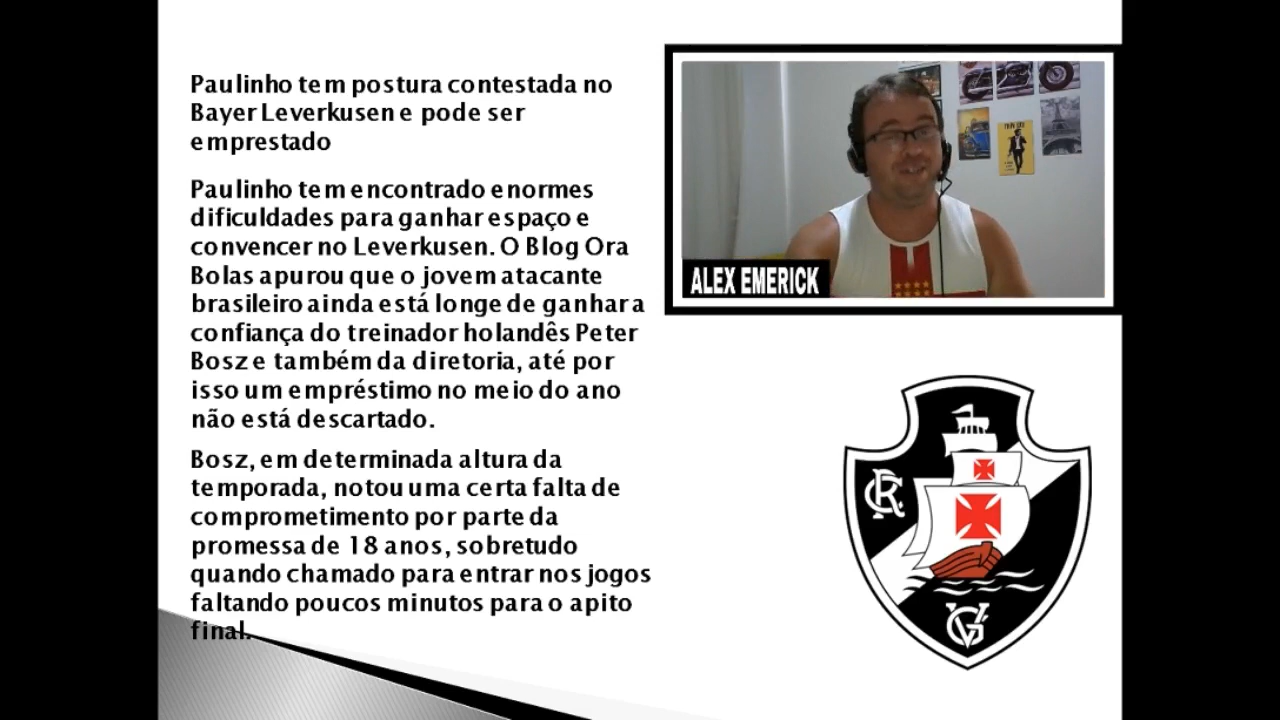 Paulinho tem postura contestada no
Bayer Leverkusen e pode ser
emprestado
Paulinho tem encontrado enormes
dificuldades para ganhar espaço e
convencer no Leverkusen. O Blog Ora
Bolas apurou que o jovem atacante
brasileiro ainda está longe de ganhar a
confiança do treinador holandês Peter
Bosz e também da diretoria, até por
isso um empréstimo no meio do ano
não está descartado.
Bosz, em determinada altura da
temporada, notou uma certa falta de
comprometimento por parte da
promessa de 18 anos, sobretudo
quando chamado para entrar nos jogos
faltando poucos minutos para o apito
final.
ALEX EMERICK